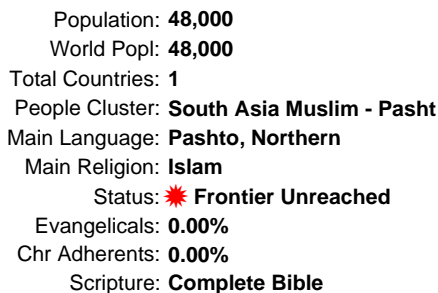 Population: 48,000
World Popl: 48,000
Total Countries: 1
People Cluster: South Asia Muslim - Pasht
Main Language: Pashto, Northern
Main Religion: Islam
Status: Frontier Unreached
Evangelicals: 0.00%
Chr Adherents: 0.00%
Scripture: Complete Bible